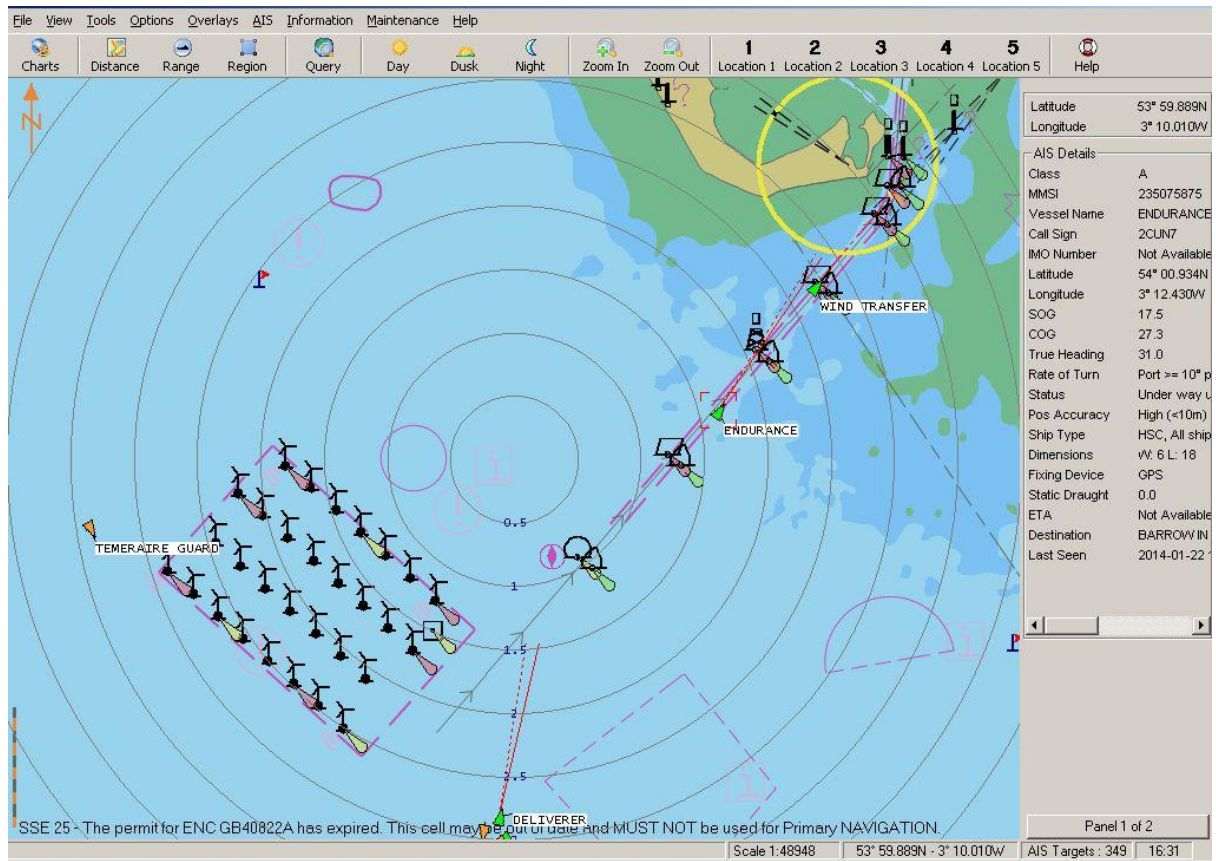 File View Tools Options Overlays AIS Information Maintenance Help
Charts Distance Range Region Query Day Dusk Night Zoom In Zoom Out 1 Location 1 2 Location 2 3 Location 3 4 Location 4 5 Location 5 Help
N
Latitude 53° 59.889N
Longitude 3° 10.010W
AIS Details
Class A
MMSI 235075875
Vessel Name ENDURANCE
Call Sign 2CUN7
IMO Number Not Available
Latitude 54° 00.934N
Longitude 3° 12.430W
SOG 17.5
COG 27.3
True Heading 31.0
Rate of Turn Port >= 10° p
Status Under way u
Pos Accuracy High (<10m)
Ship Type HSC, All ship
Dimensions W: 6 L: 18
Fixing Device GPS
Static Draught 0.0
ETA Not Available
Destination BARROW IN
Last Seen 2014-01-22
WIND TRANSFER
ENDURANCE
TEMERAIRE GUARD
0.5
1
1.5
2
2.5
DELIVERER
SSE 25 - The permit for ENC GB40822A has expired. This cell may be out of date and MUST NOT be used for Primary NAVIGATION.
Panel 1 of 2
Scale 1:48948 53° 59.889N - 3° 10.010W AIS Targets : 349 16:31